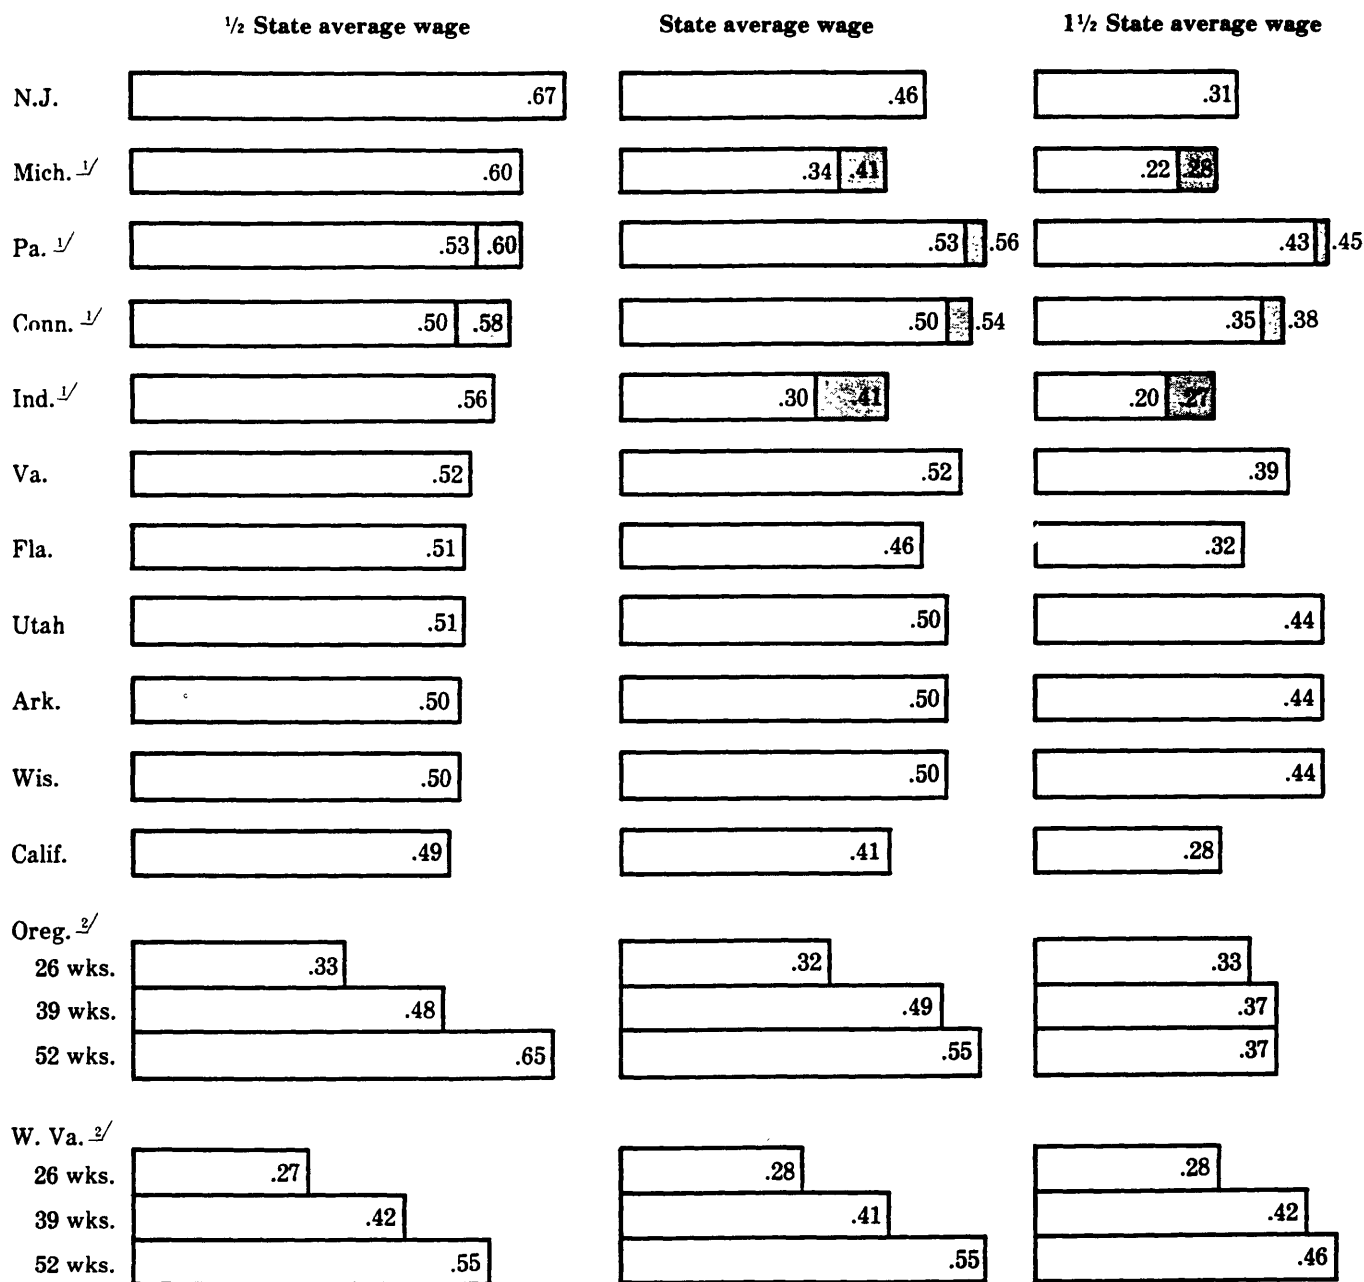 ½ State average wage State average wage 1½ State average wage
N.J. .67 .46 .31
Mich. 1/ .60 .34 .41 .22 .28
Pa. 1/ .53 .60 .53 .56 .43 .45
Conn. 1/ .50 .58 .50 .54 .35 .38
Ind. 1/ .56 .30 .41 .20 .27
Va. .52 .52 .39
Fla. .51 .46 .32
Utah .51 .50 .44
Ark. .50 .50 .44
Wis. .50 .50 .44
Calif. .49 .41 .28
Oreg. 2/
26 wks. .33 .32 .33
39 wks. .48 .49 .37
52 wks. .65 .55 .37
W. Va. 2/
26 wks. .27 .28 .28
39 wks. .42 .41 .42
52 wks. .55 .55 .46